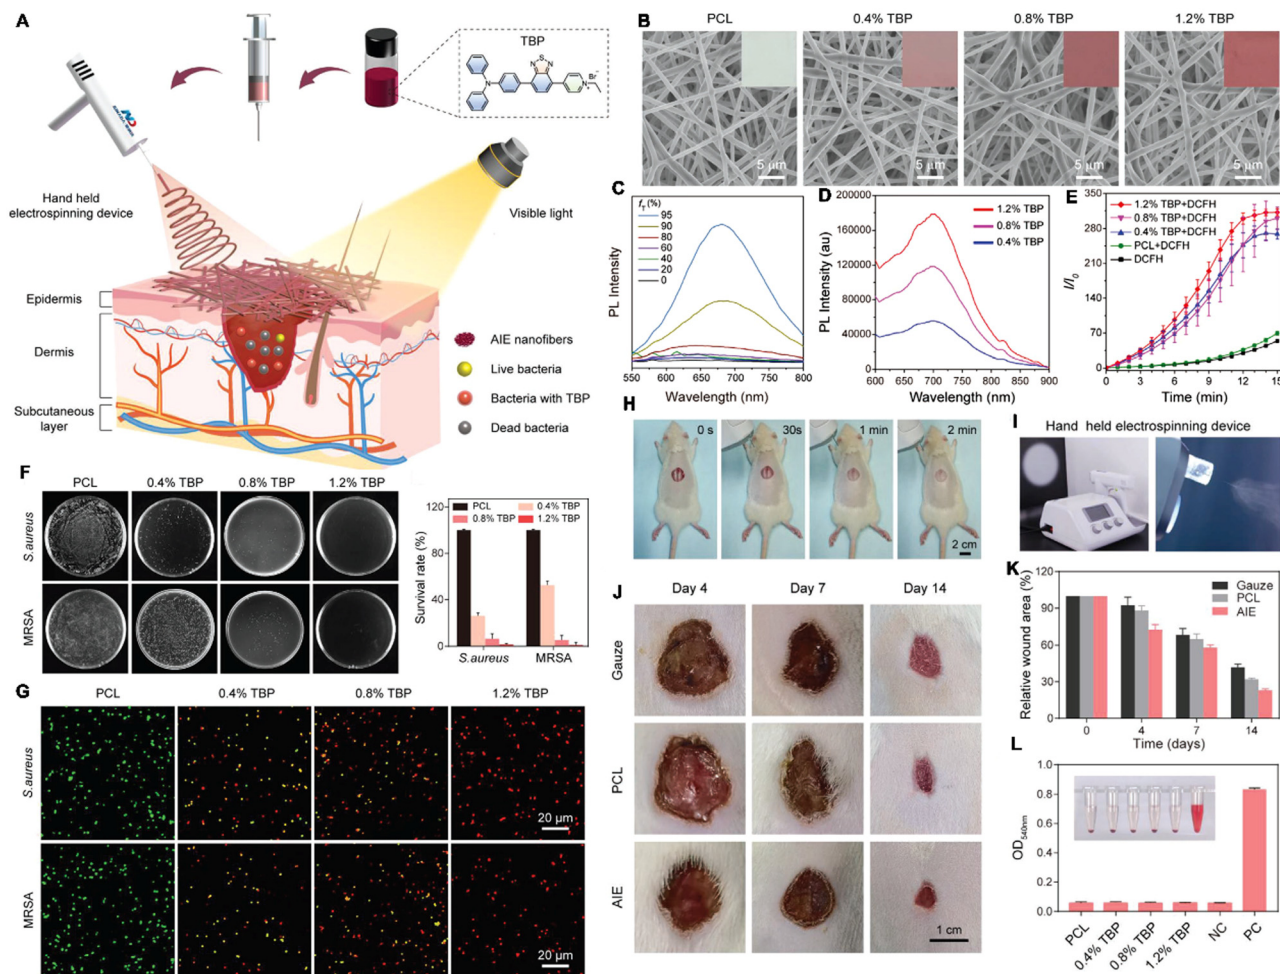 A
TBP
S
N
N
N
N+
Br-
Hand held
electrospinning device
Visible light
Epidermis
Dermis
Subcutaneous
layer
AIE nanofibers
Live bacteria
Bacteria with TBP
Dead bacteria
B
PCL
0.4% TBP
0.8% TBP
1.2% TBP
5 μm
5 μm
5 μm
5 μm
C
fT (%)
95
90
80
60
40
20
0
PL Intensity
550
600
650
700
750
800
Wavelength (nm)
D
200000
160000
120000
80000
40000
0
PL Intensity (au)
1.2% TBP
0.8% TBP
0.4% TBP
600
650
700
750
800
850
900
Wavelength (nm)
E
350
280
210
140
70
0
I/I0
1.2% TBP+DCFH
0.8% TBP+DCFH
0.4% TBP+DCFH
PCL+DCFH
DCFH
0
3
6
9
12
15
Time (min)
F
PCL
0.4% TBP
0.8% TBP
1.2% TBP
S.aureus
MRSA
120
80
40
0
Survival rate (%)
PCL
0.4% TBP
0.8% TBP
1.2% TBP
S.aureus
MRSA
G
PCL
0.4% TBP
0.8% TBP
1.2% TBP
S.aureus
20 μm
MRSA
20 μm
H
0 s
30s
1 min
2 min
2 cm
I
Hand held electrospinning device
J
Day 4
Day 7
Day 14
Gauze
PCL
AIE
1 cm
K
120
90
60
30
0
Relative wound area (%)
Gauze
PCL
AIE
0
4
7
14
Time (days)
L
1.0
0.8
0.6
0.4
0.2
0.0
OD540nm
PCL
0.4% TBP
0.8% TBP
1.2% TBP
NC
PC